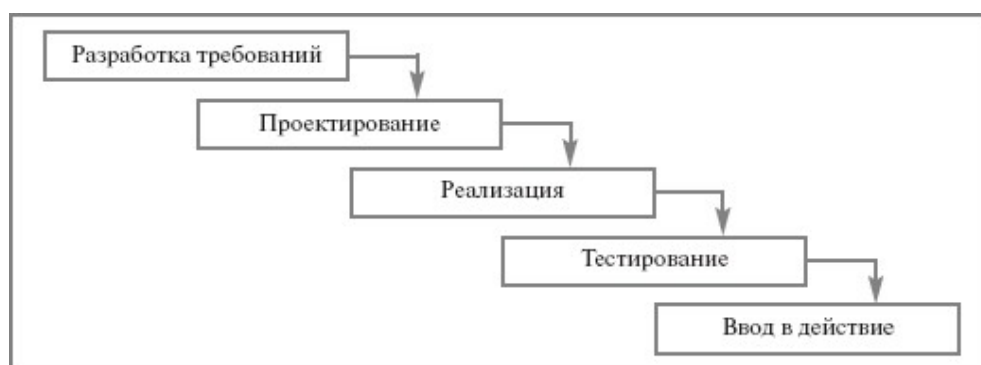 Разработка требований
Проектирование
Реализация
Тестирование
Ввод в действие